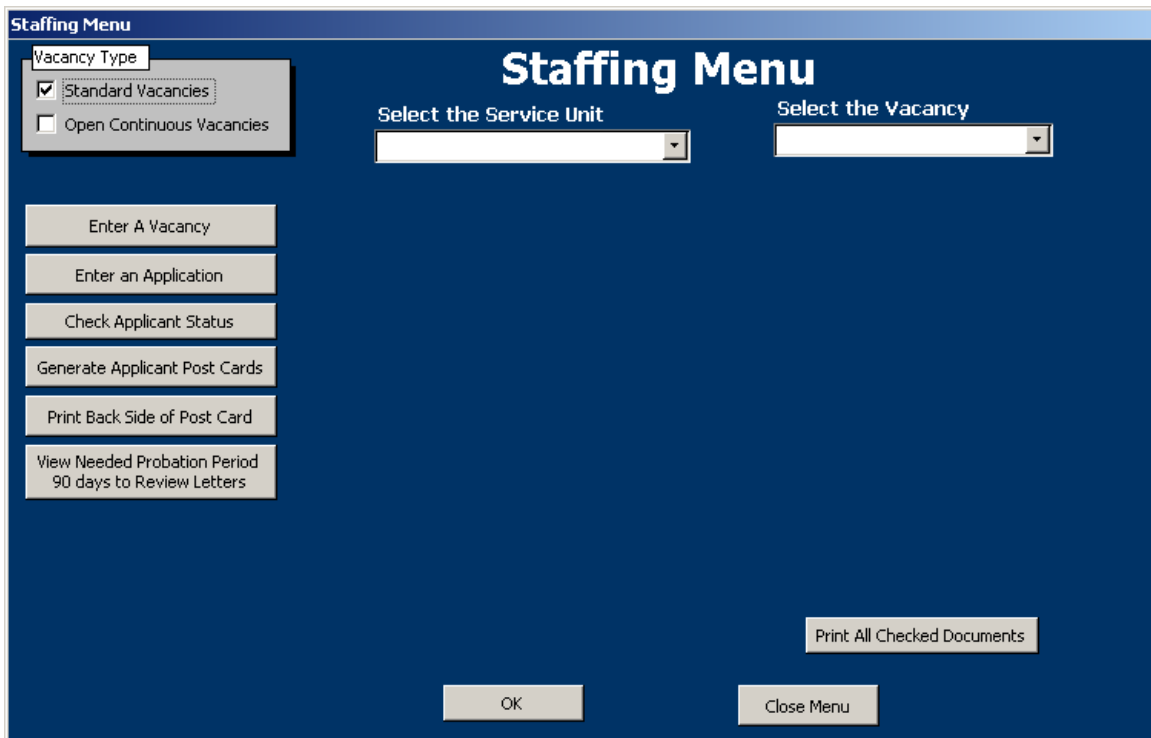 Staffing Menu
Vacancy Type
Standard Vacancies
Open Continuous Vacancies
Staffing Menu
Select the Service Unit
Select the Vacancy
Enter A Vacancy
Enter an Application
Check Applicant Status
Generate Applicant Post Cards
Print Back Side of Post Card
View Needed Probation Period
90 days to Review Letters
Print All Checked Documents
OK
Close Menu